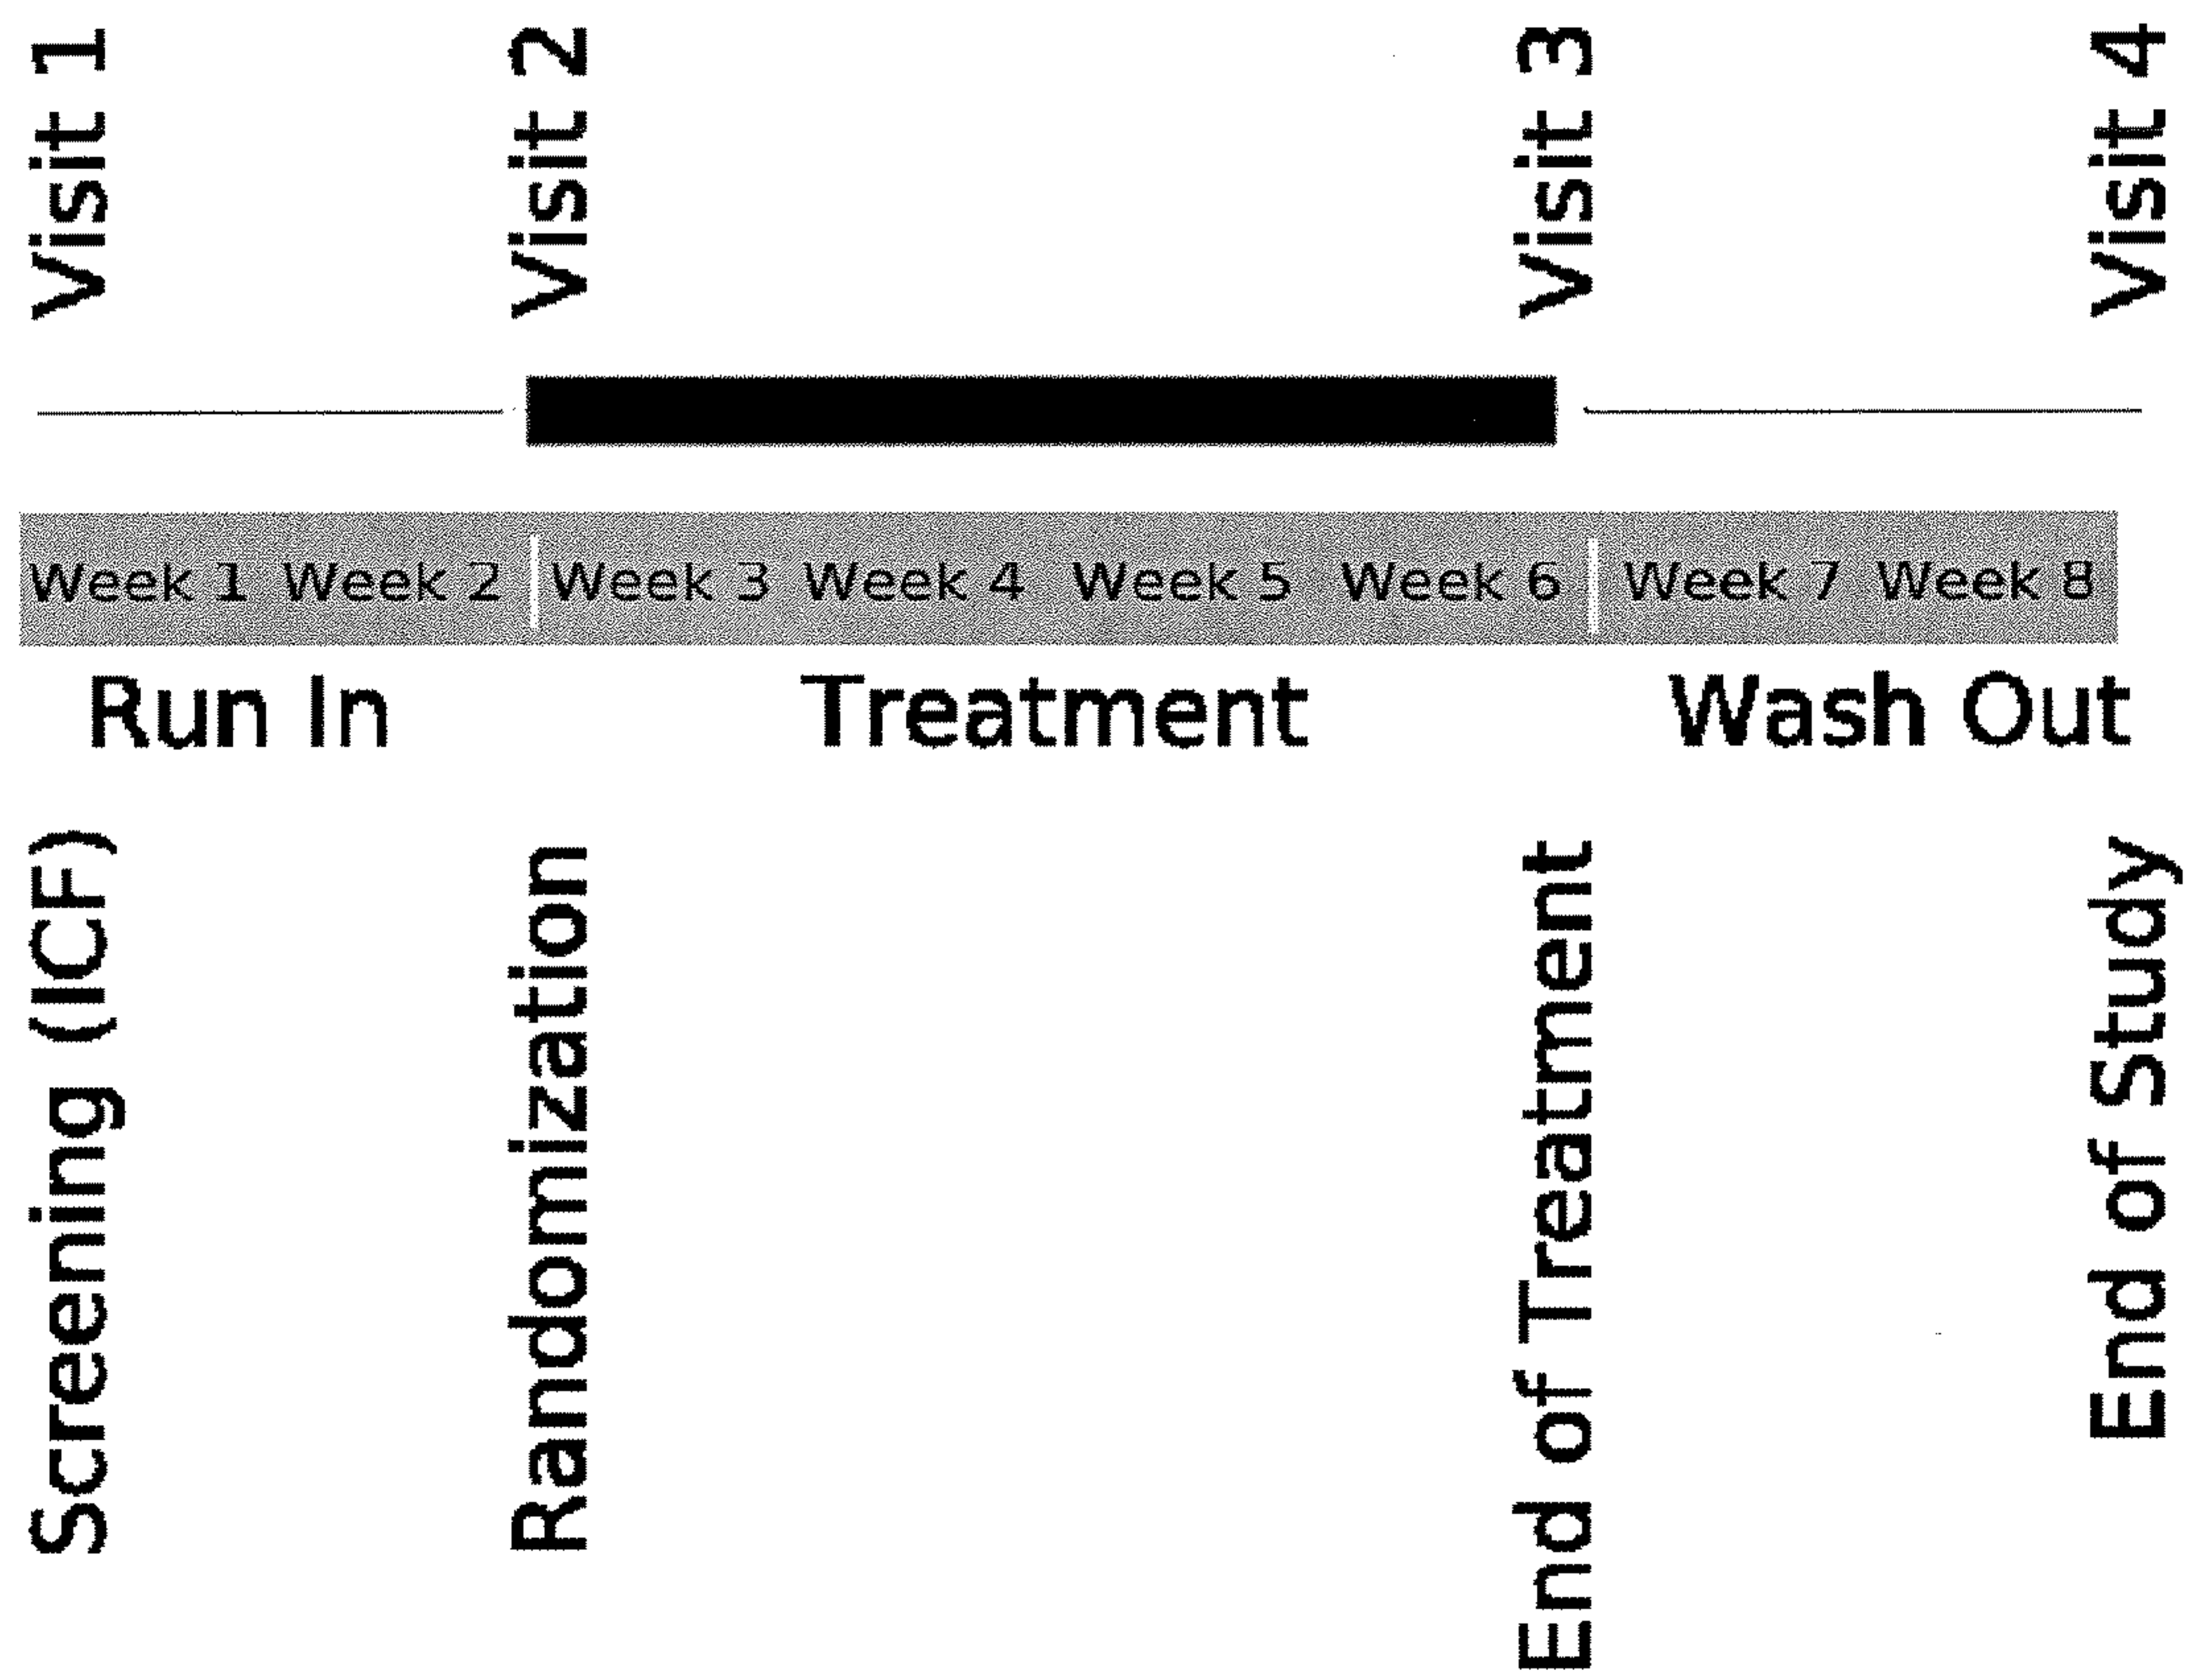 Visit 1
Visit 2
Visit 3
Visit 4
Week 1 Week 2 Week 3 Week 4 Week 5 Week 6 Week 7 Week 8
Run In
Treatment
Wash Out
Screening (ICF)
Randomization
End of Treatment
End of Study